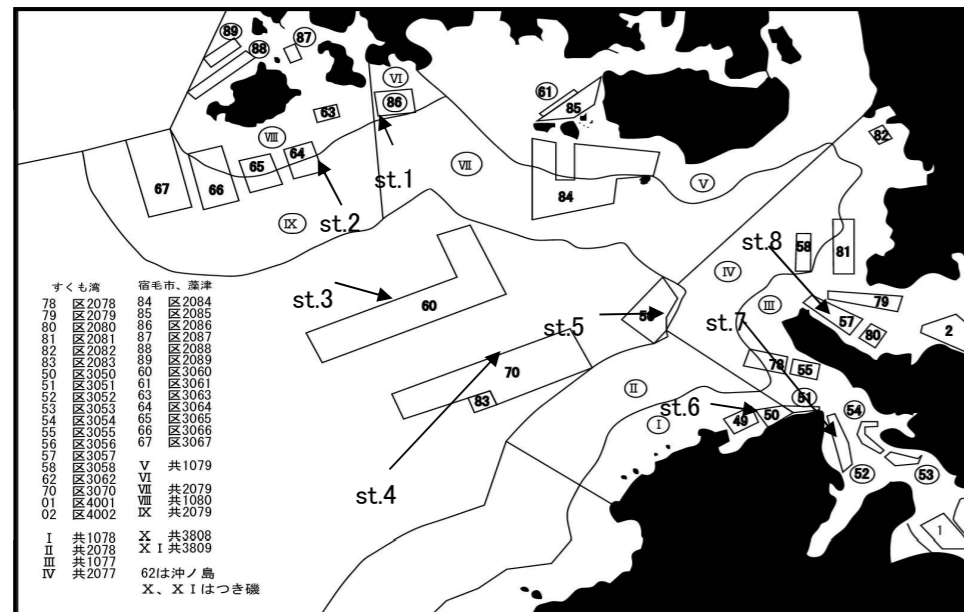 89
88
87
Ⅵ
86
61
85
63
Ⅷ
64
65
66
67
st.1
Ⅶ
st.2
Ⅸ
84
Ⅴ
82
58
81
st.8
Ⅳ
Ⅲ
79
57
80
2
st.3
60
st.5
st.7
78
55
70
83
Ⅱ
Ⅰ
st.6
49
50
51
54
52
53
1
st.4
すくも湾
78 区2078
79 区2079
80 区2080
81 区2081
82 区2082
83 区2083
50 区3050
51 区3051
52 区3052
53 区3053
54 区3054
55 区3055
56 区3056
57 区3057
58 区3058
62 区3062
70 区3070
01 区4001
02 区4002
Ⅰ 共1078
Ⅱ 共2078
Ⅲ 共1077
Ⅳ 共2077
宿毛市、藻津
84 区2084
85 区2085
86 区2086
87 区2087
88 区2088
89 区2089
60 区3060
61 区3061
63 区3063
64 区3064
65 区3065
66 区3066
67 区3067
Ⅴ 共1079
Ⅵ
Ⅶ 共2079
Ⅷ 共1080
Ⅸ 共2079
Ⅹ 共3808
ⅩⅠ共3809
62は沖ノ島
Ⅹ、ⅩⅠはつき磯